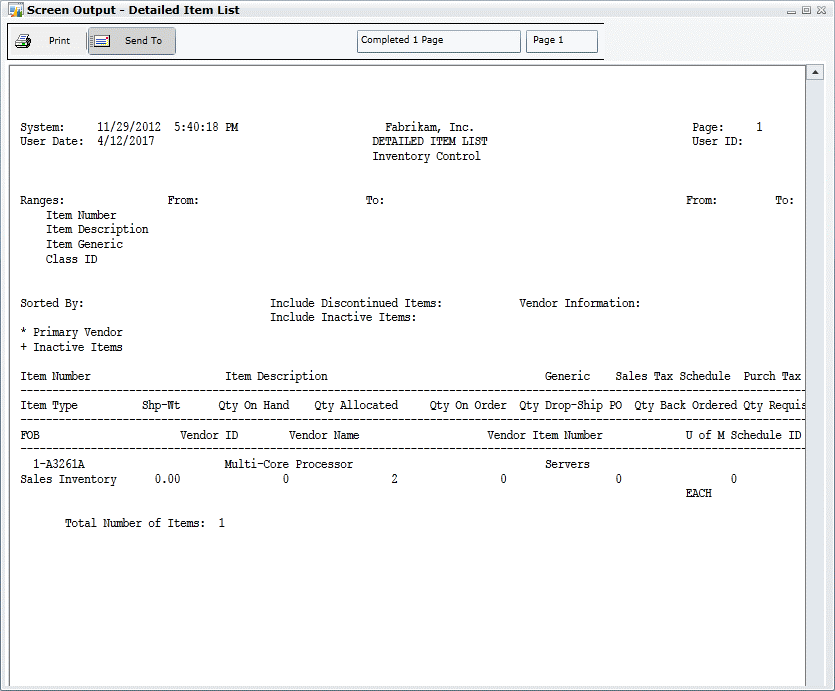 Screen Output - Detailed Item List
Print Send To Completed 1 Page Page 1
System: 11/29/2012 5:40:18 PM Fabrikam, Inc. Page: 1
User Date: 4/12/2017 DETAILED ITEM LIST User ID:
Inventory Control
Ranges: From: To: From: To:
Item Number
Item Description
Item Generic
Class ID
Sorted By: Include Discontinued Items: Vendor Information:
Include Inactive Items:
* Primary Vendor
+ Inactive Items
Item Number Item Description Generic Sales Tax Schedule Purch Tax
Item Type Shp-Wt Qty On Hand Qty Allocated Qty On Order Qty Drop-Ship PO Qty Back Ordered Qty Requis
FOB Vendor ID Vendor Name Vendor Item Number U of M Schedule ID
1-A3261A Multi-Core Processor Servers
Sales Inventory 0.00 0 2 0 0 0
EACH
Total Number of Items: 1